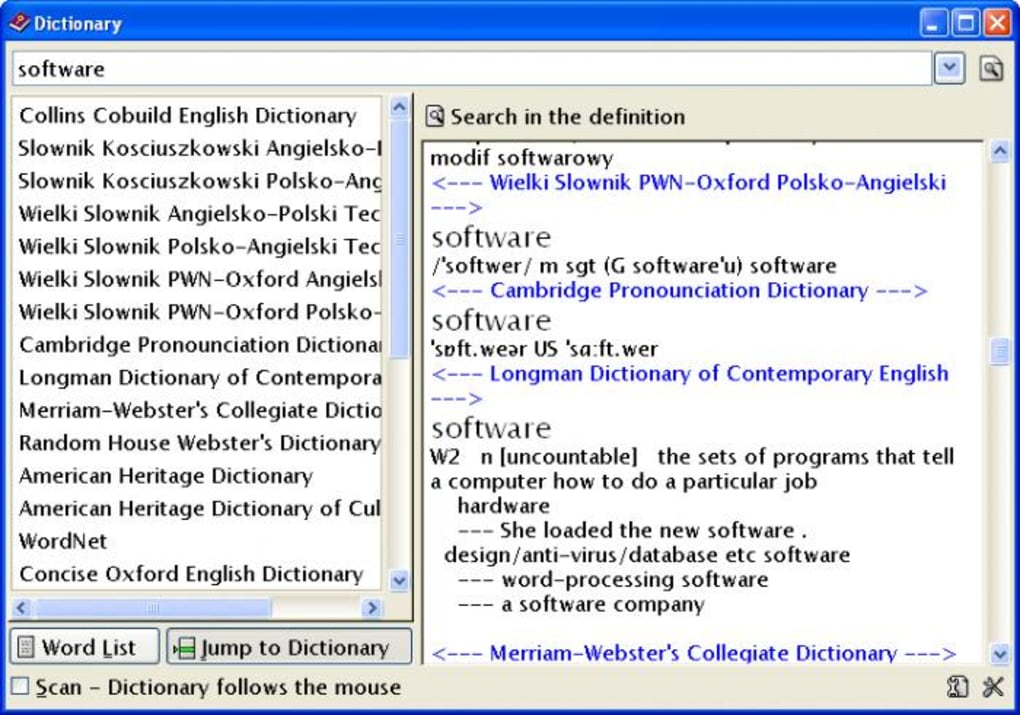 Dictionary
software
Collins Cobuild English Dictionary
Slownik Kosciuszkowski Angielsko-
Slownik Kosciuszkowski Polsko-Ang
Wielki Slownik Angielsko-Polski Tec
Wielki Slownik Polsko-Angielski Tec
Wielki Slownik PWN-Oxford Angiels
Wielki Slownik PWN-Oxford Polsko-
Cambridge Pronounciation Dictiona
Longman Dictionary of Contempora
Merriam-Webster's Collegiate Dictio
Random House Webster's Dictionary
American Heritage Dictionary
American Heritage Dictionary of Cul
WordNet
Concise Oxford English Dictionary
Word List
Jump to Dictionary
Scan - Dictionary follows the mouse
Search in the definition
modif softwarowy
<--- Wielki Slownik PWN-Oxford Polsko-Angielski
--->
software
/'softwer/ m sgt (G software'u) software
<--- Cambridge Pronounciation Dictionary --->
software
'sɒft.weər US 'sɑːft.wer
<--- Longman Dictionary of Contemporary English
--->
software
W2 n [uncountable] the sets of programs that tell
a computer how to do a particular job
hardware
--- She loaded the new software .
design/anti-virus/database etc software
--- word-processing software
--- a software company
<--- Merriam-Webster's Collegiate Dictionary --->